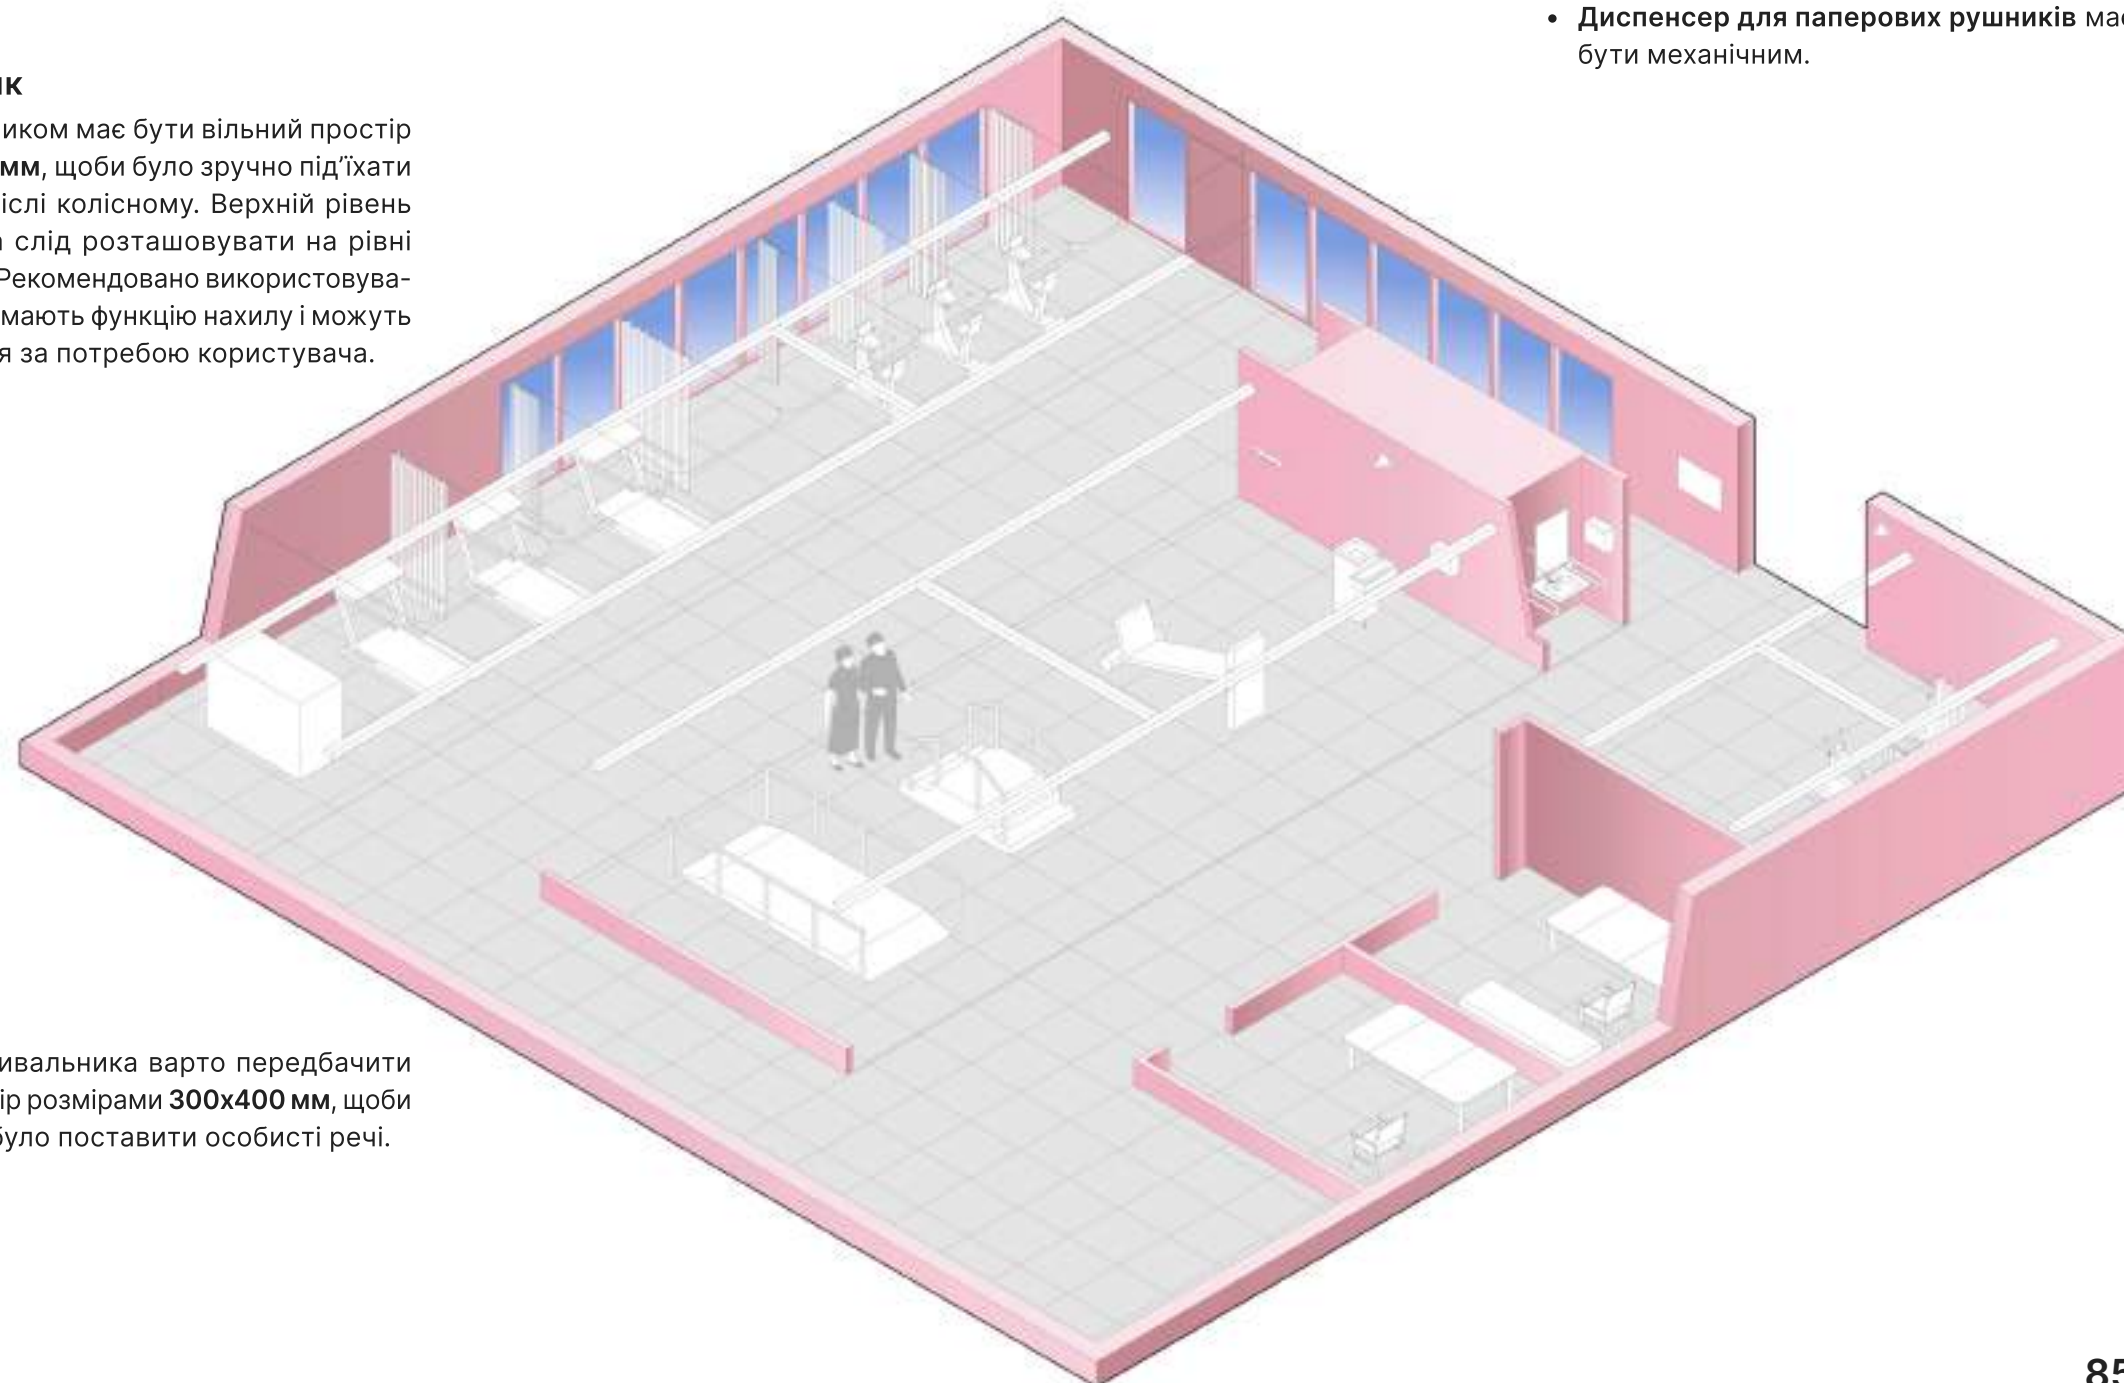 ик
иком має бути вільний простір
мм, щоби було зручно під’їхати
іслі колісному. Верхній рівень
слід розташовувати на рівні
Рекомендовано використовува-
мають функцію нахилу і можуть
я за потребою користувача.
ивальника варто передбачити
ір розмірами 300х400 мм, щоби
було поставити особисті речі.
• Диспенсер для паперових рушників має
бути механічним.
85